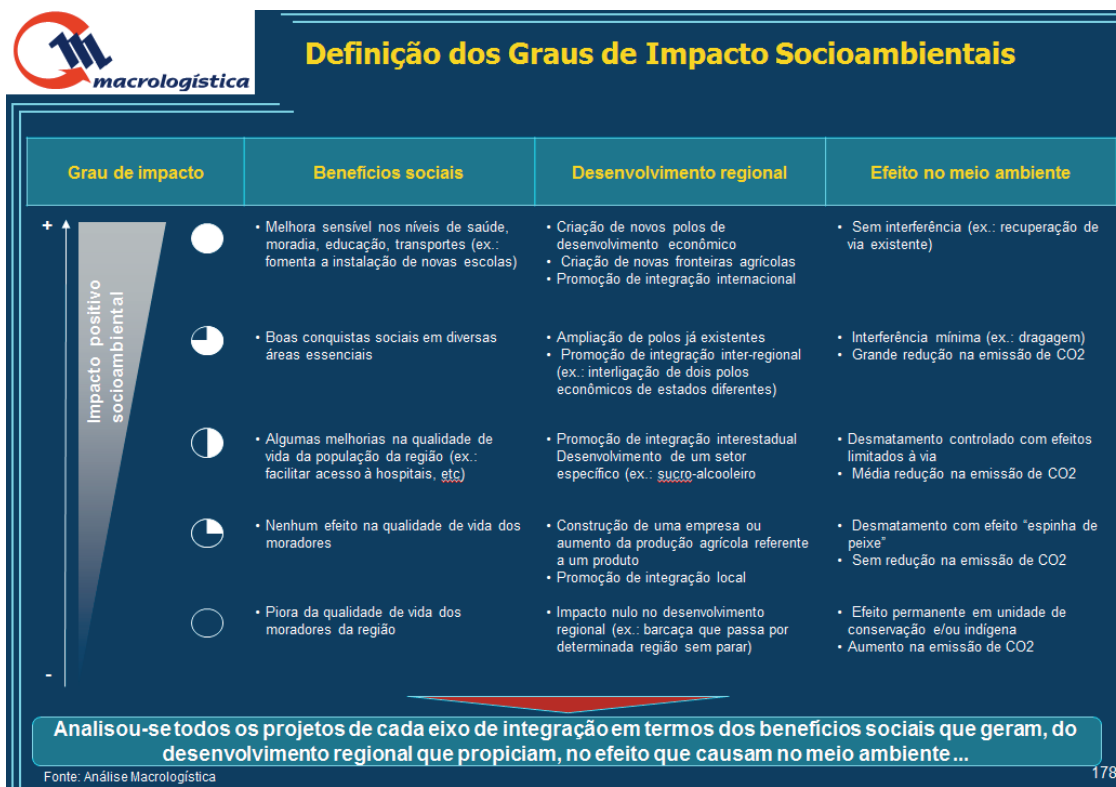 macrologística
Definição dos Graus de Impacto Socioambientais
Grau de impacto
Benefícios sociais
Desenvolvimento regional
Efeito no meio ambiente
+
Impacto positivo
socioambiental
-
• Melhora sensível nos níveis de saúde,
moradia, educação, transportes (ex.:
fomenta a instalação de novas escolas)
• Criação de novos polos de
desenvolvimento econômico
• Criação de novas fronteiras agrícolas
• Promoção de integração internacional
• Sem interferência (ex.: recuperação de
via existente)
• Boas conquistas sociais em diversas
áreas essenciais
• Ampliação de polos já existentes
• Promoção de integração inter-regional
(ex.: interligação de dois polos
econômicos de estados diferentes)
• Interferência mínima (ex.: dragagem)
• Grande redução na emissão de CO2
• Algumas melhorias na qualidade de
vida da população da região (ex.:
facilitar acesso à hospitais, etc)
• Promoção de integração interestadual
Desenvolvimento de um setor
específico (ex.: sucro-alcooleiro
• Desmatamento controlado com efeitos
limitados à via
• Média redução na emissão de CO2
• Nenhum efeito na qualidade de vida dos
moradores
• Construção de uma empresa ou
aumento da produção agrícola referente
a um produto
• Promoção de integração local
• Desmatamento com efeito “espinha de
peixe”
• Sem redução na emissão de CO2
• Piora da qualidade de vida dos
moradores da região
• Impacto nulo no desenvolvimento
regional (ex.: barcaça que passa por
determinada região sem parar)
• Efeito permanente em unidade de
conservação e/ou indígena
• Aumento na emissão de CO2
Analisou-se todos os projetos de cada eixo de integração em termos dos benefícios sociais que geram, do
desenvolvimento regional que propiciam, no efeito que causam no meio ambiente...
Fonte: Análise Macrologística
178